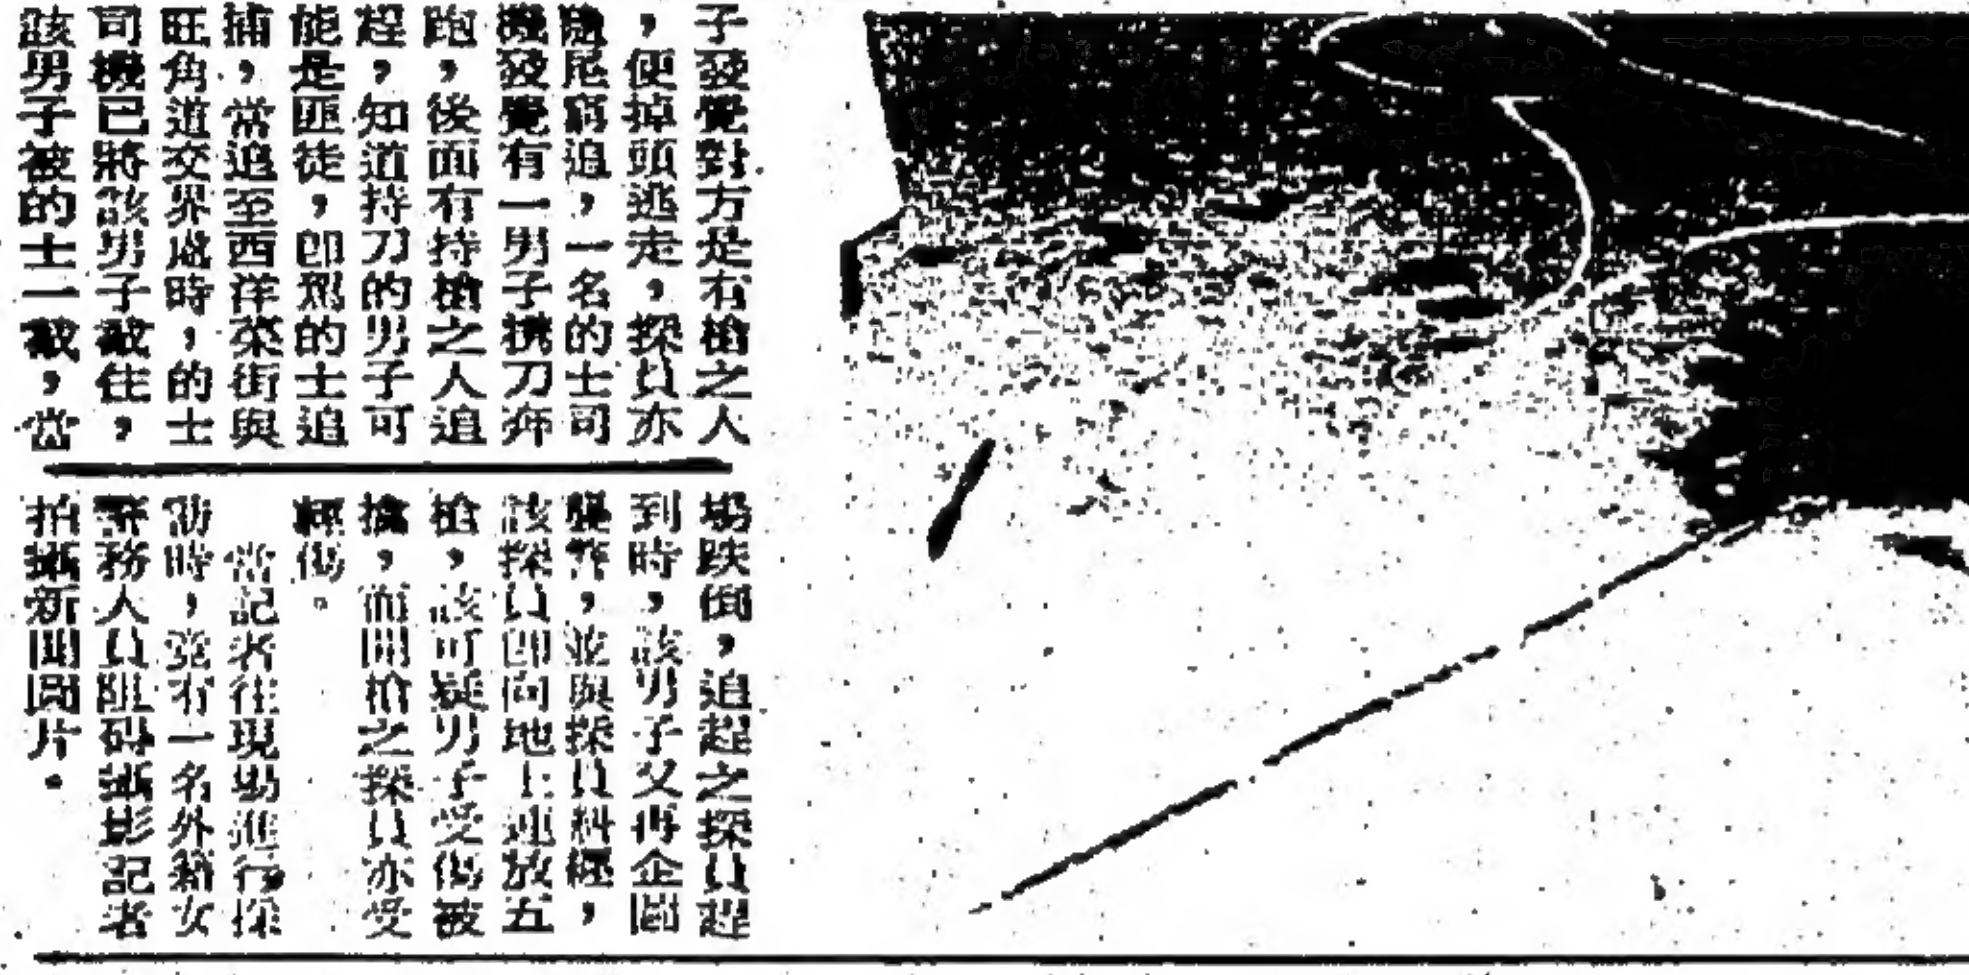 子發覺對方是有槍之人
，便掉頭逃走，探員亦
隨尾窮追，一名的士司
機發覺有一男子携刀奔
跑，後面有持槍之人追
趕，知道持刀的男子可
能是匪徒，卽駕的士追
捕，當追至西洋菜街與
旺角道交界處時，的士
司機已將該男子截住，
該男子被的士一截，當
場跌倒，追趕之探員趕
到時，該男子又再企圖
襲擊，並與探員糾纏，
該探員卽向地上連放五
槍，該可疑男子受傷被
擒，而開槍之探員亦受
輕傷。
當記者往現場進行採
訪時，竟有一名外籍女
警務人員阻碍攝影記者
拍攝新聞圖片。